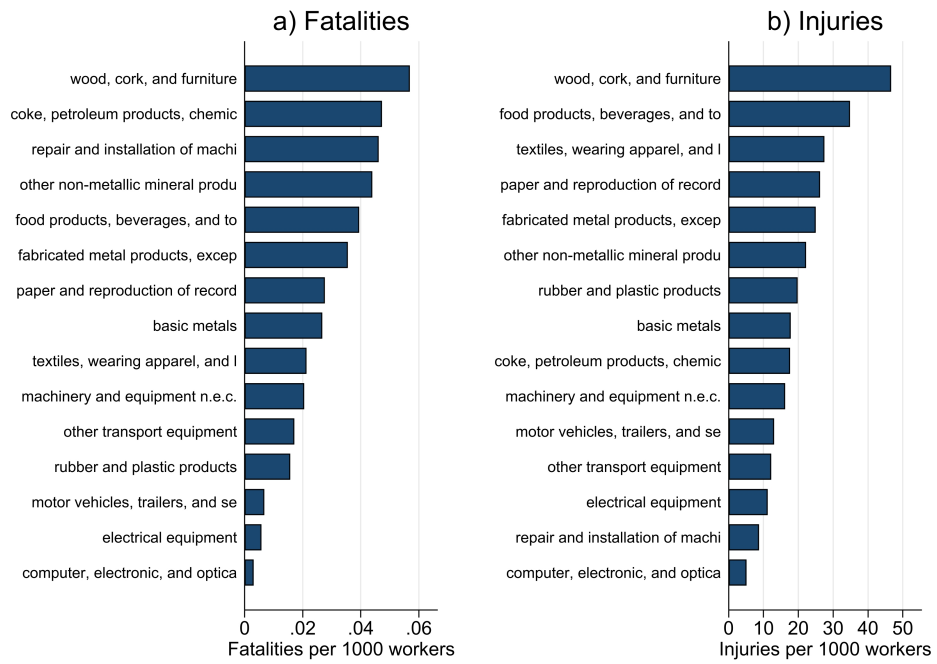 a) Fatalities
wood, cork, and furniture
coke, petroleum products, chemic
repair and installation of machi
other non-metallic mineral produ
food products, beverages, and to
fabricated metal products, excep
paper and reproduction of record
basic metals
textiles, wearing apparel, and l
machinery and equipment n.e.c.
other transport equipment
rubber and plastic products
motor vehicles, trailers, and se
electrical equipment
computer, electronic, and optica
0 .02 .04 .06
Fatalities per 1000 workers
b) Injuries
wood, cork, and furniture
food products, beverages, and to
textiles, wearing apparel, and l
paper and reproduction of record
fabricated metal products, excep
other non-metallic mineral produ
rubber and plastic products
basic metals
coke, petroleum products, chemic
machinery and equipment n.e.c.
motor vehicles, trailers, and se
other transport equipment
electrical equipment
repair and installation of machi
computer, electronic, and optica
0 10 20 30 40 50
Injuries per 1000 workers